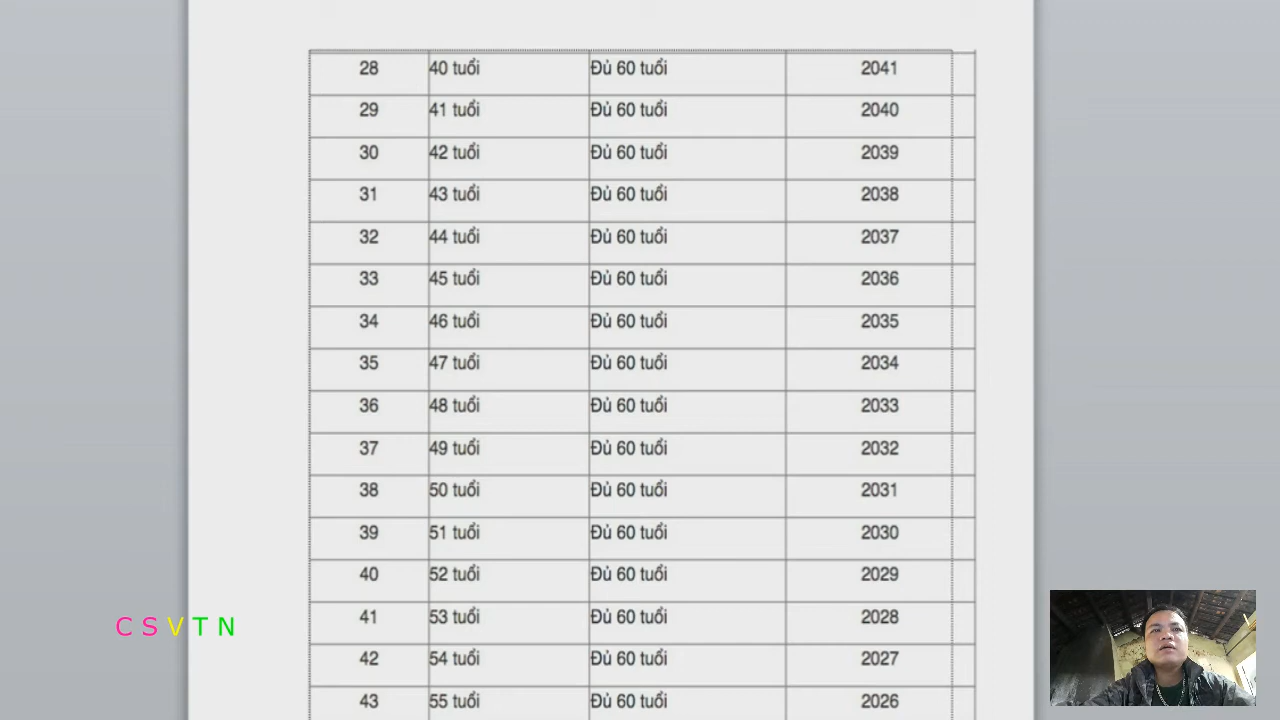 28 40 tuổi Đủ 60 tuổi 2041
29 41 tuổi Đủ 60 tuổi 2040
30 42 tuổi Đủ 60 tuổi 2039
31 43 tuổi Đủ 60 tuổi 2038
32 44 tuổi Đủ 60 tuổi 2037
33 45 tuổi Đủ 60 tuổi 2036
34 46 tuổi Đủ 60 tuổi 2035
35 47 tuổi Đủ 60 tuổi 2034
36 48 tuổi Đủ 60 tuổi 2033
37 49 tuổi Đủ 60 tuổi 2032
38 50 tuổi Đủ 60 tuổi 2031
39 51 tuổi Đủ 60 tuổi 2030
40 52 tuổi Đủ 60 tuổi 2029
41 53 tuổi Đủ 60 tuổi 2028
42 54 tuổi Đủ 60 tuổi 2027
43 55 tuổi Đủ 60 tuổi 2026
C S V T N